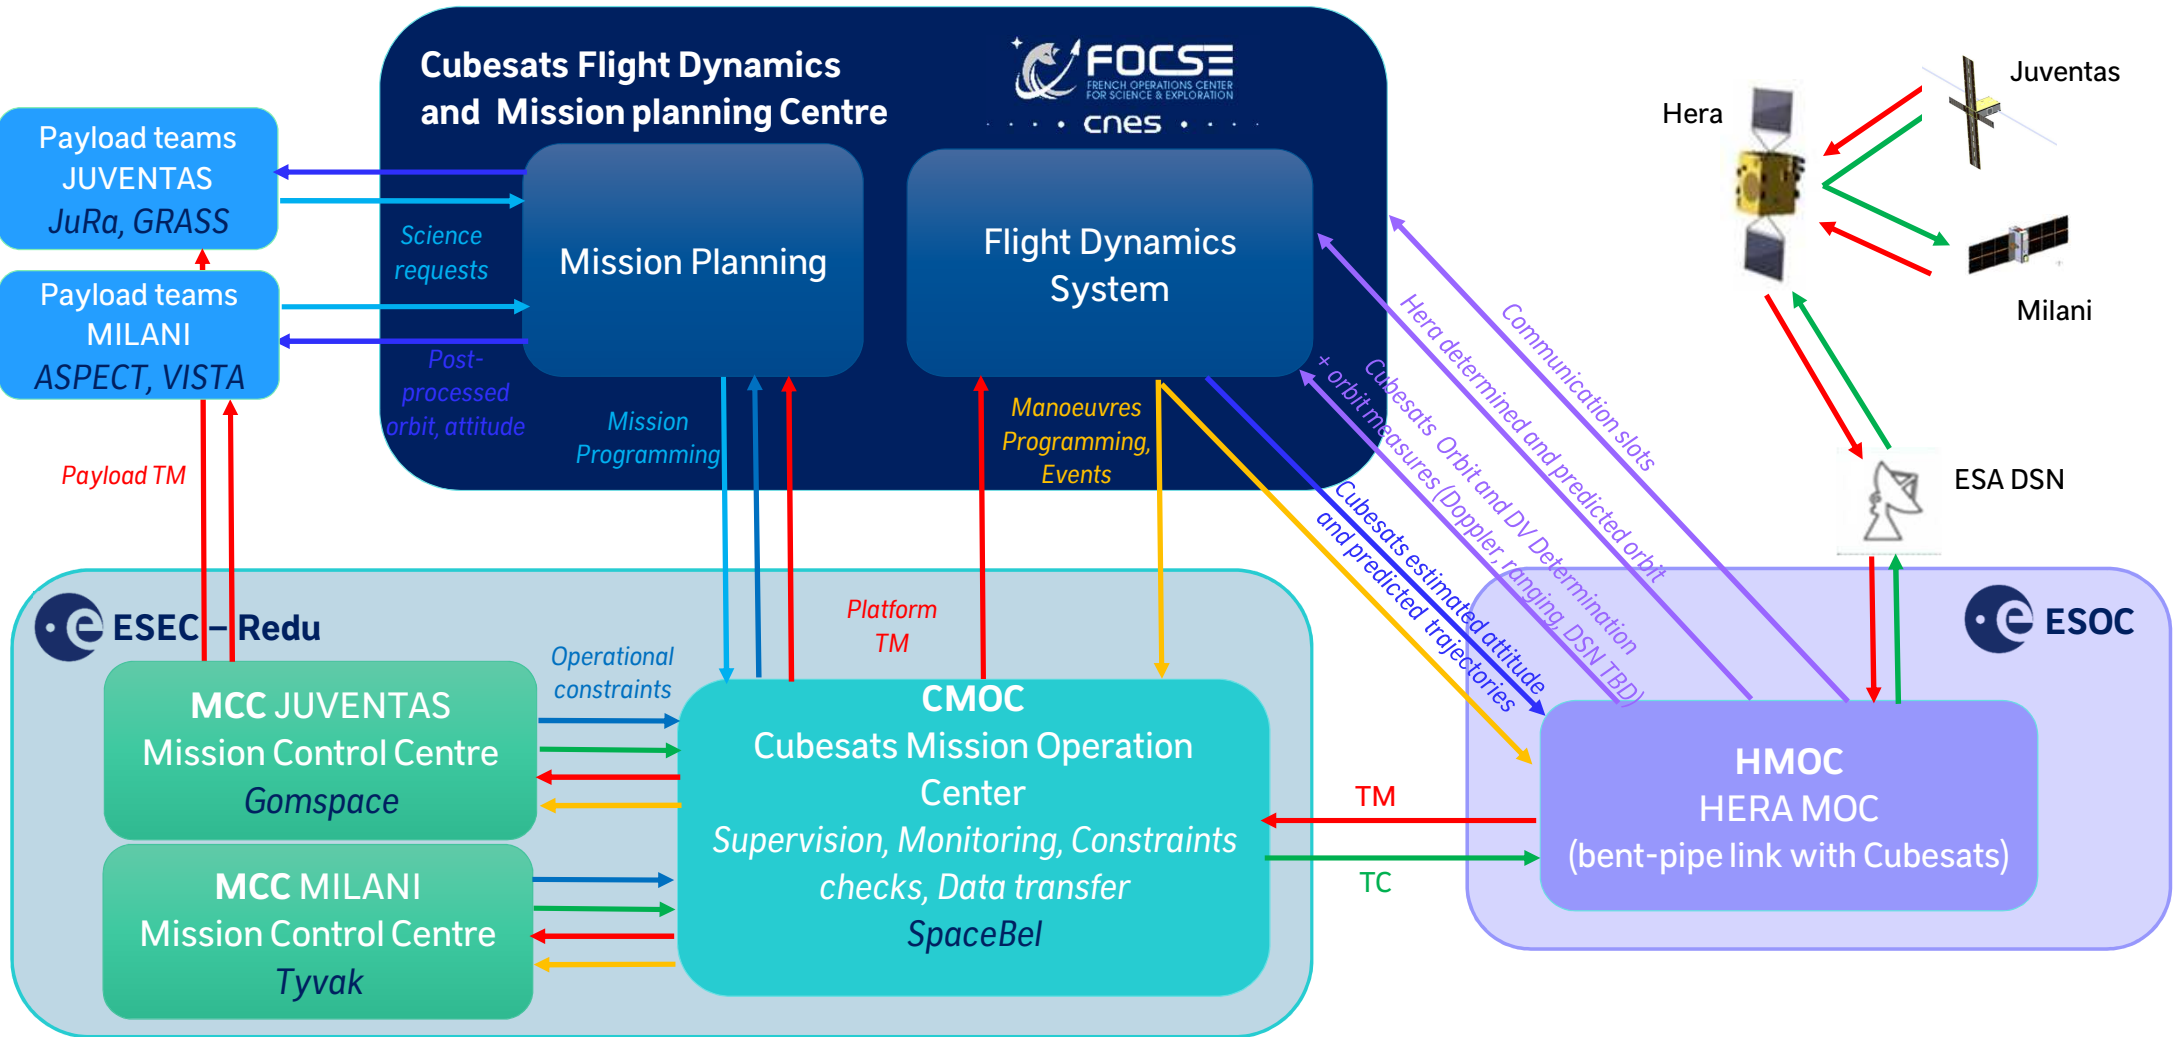 Cubesats Flight Dynamics
and Mission planning Centre
FOCSE
FRENCH OPERATIONS CENTER
FOR SCIENCE & EXPLORATION
cnes
Payload teams
JUVENTAS
JuRa, GRASS
Payload teams
MILANI
ASPECT, VISTA
Science
requests
Post-
processed
orbit, attitude
Mission Planning
Flight Dynamics
System
Mission
Programming
Manoeuvres
Programming,
Events
Payload TM
Platform
TM
Communication slots
Hera determined and predicted orbit
Cubesats Orbit and DV Determination
+ orbit measures (Doppler, ranging, DSN TBD)
Cubesats estimated attitude
and predicted trajectories
Hera
Juventas
Milani
ESA DSN
esa ESEC – Redu
MCC JUVENTAS
Mission Control Centre
Gomspace
MCC MILANI
Mission Control Centre
Tyvak
Operational
constraints
CMOC
Cubesats Mission Operation
Center
Supervision, Monitoring, Constraints
checks, Data transfer
SpaceBel
TM
TC
e ESOC
HMOC
HERA MOC
(bent-pipe link with Cubesats)